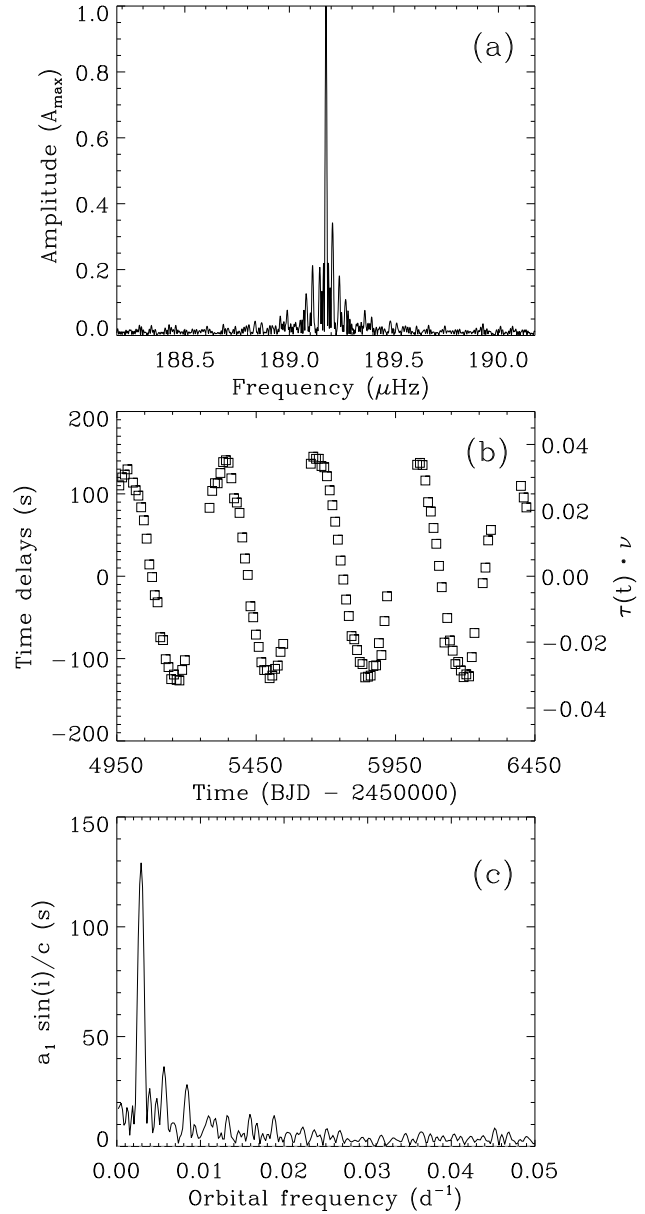 (a)
Amplitude (Amax)
1.0
0.8
0.6
0.4
0.2
0.0
188.5 189.0 189.5 190.0
Frequency (μHz)
(b)
Time delays (s)
200
100
0
−100
−200
0.04
0.02
0.00
−0.02
−0.04
τ(t) · ν
4950 5450 5950 6450
Time (BJD − 2450000)
(c)
a₁ sin(i)/c (s)
150
100
50
0
0.00 0.01 0.02 0.03 0.04 0.05
Orbital frequency (d⁻¹)